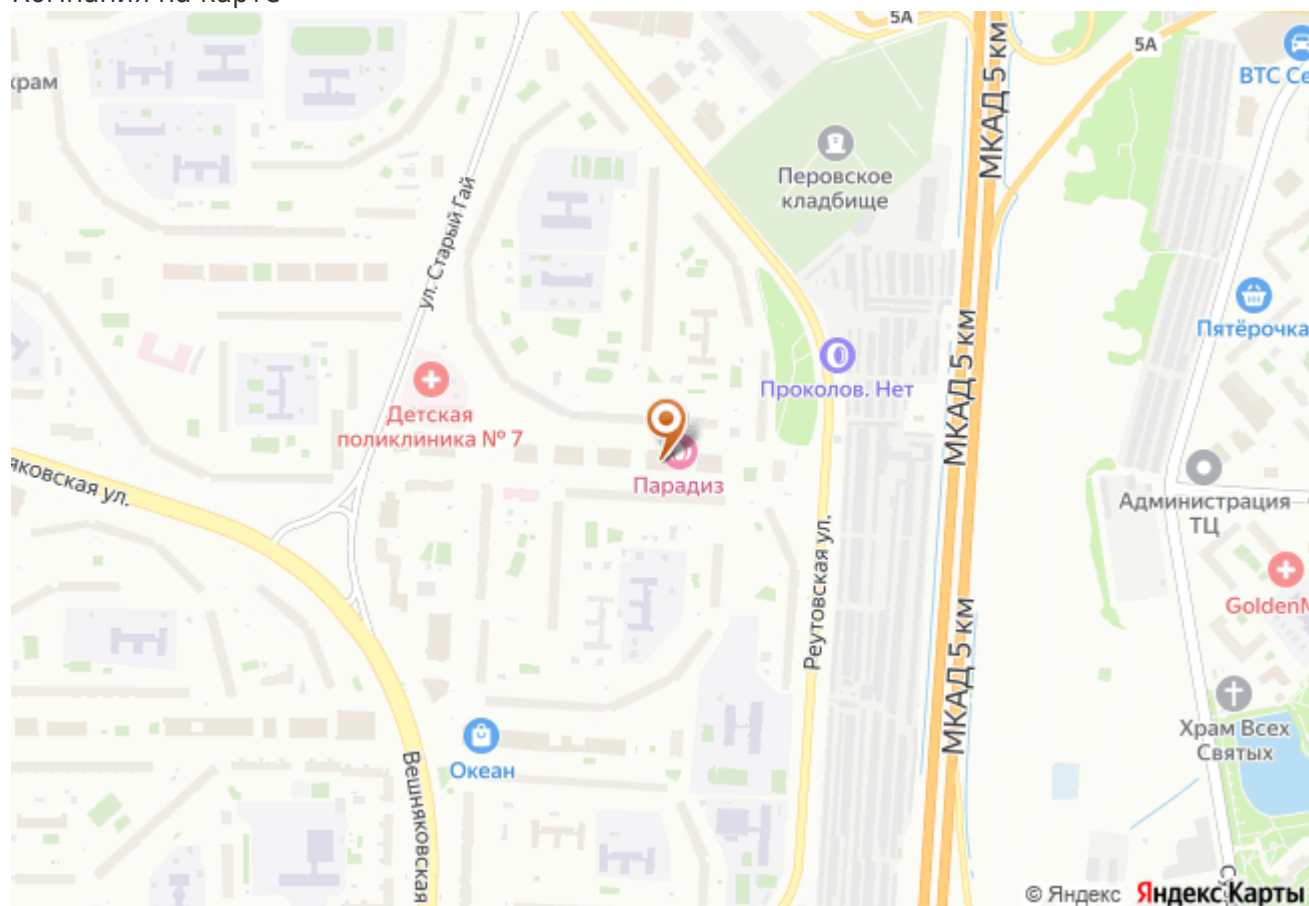 5А
МКАД 5 км
5А
ВТС Се
храм
Перовское
кладбище
ул. Старый Гай
Пятёрочка
МКАД 5 км
Проколов. Нет
Детская
поликлиника № 7
Парадиз
яковская ул.
Администрация
ТЦ
Реутовская ул.
GoldenM
МКАД 5 км
Храм Всех
Святых
Океан
Вешняковская
© Яндекс Яндекс Карты